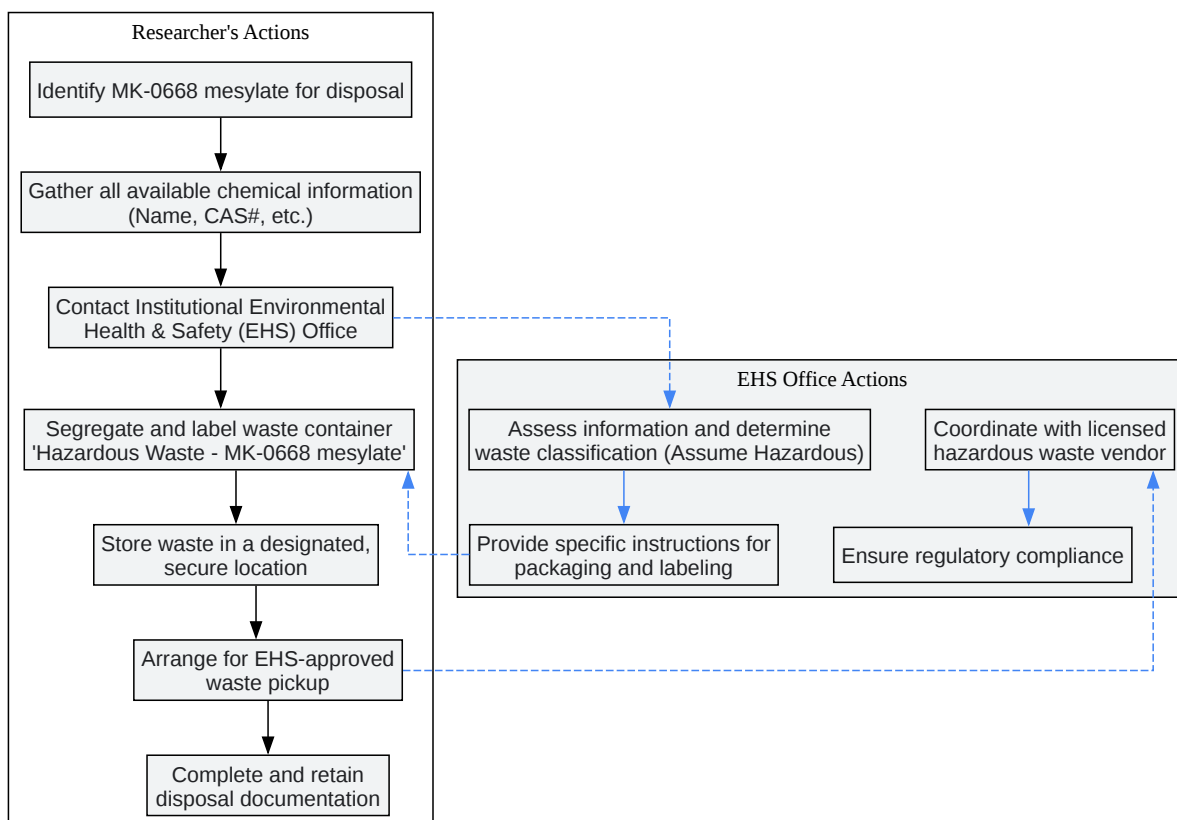 Researcher's Actions
Identify MK-0668 mesylate for disposal
Gather all available chemical information
(Name, CAS#, etc.)
Contact Institutional Environmental
Health & Safety (EHS) Office
Segregate and label waste container
'Hazardous Waste - MK-0668 mesylate'
Store waste in a designated,
secure location
Arrange for EHS-approved
waste pickup
Complete and retain
disposal documentation
EHS Office Actions
Assess information and determine
waste classification (Assume Hazardous)
Provide specific instructions for
packaging and labeling
Coordinate with licensed
hazardous waste vendor
Ensure regulatory compliance